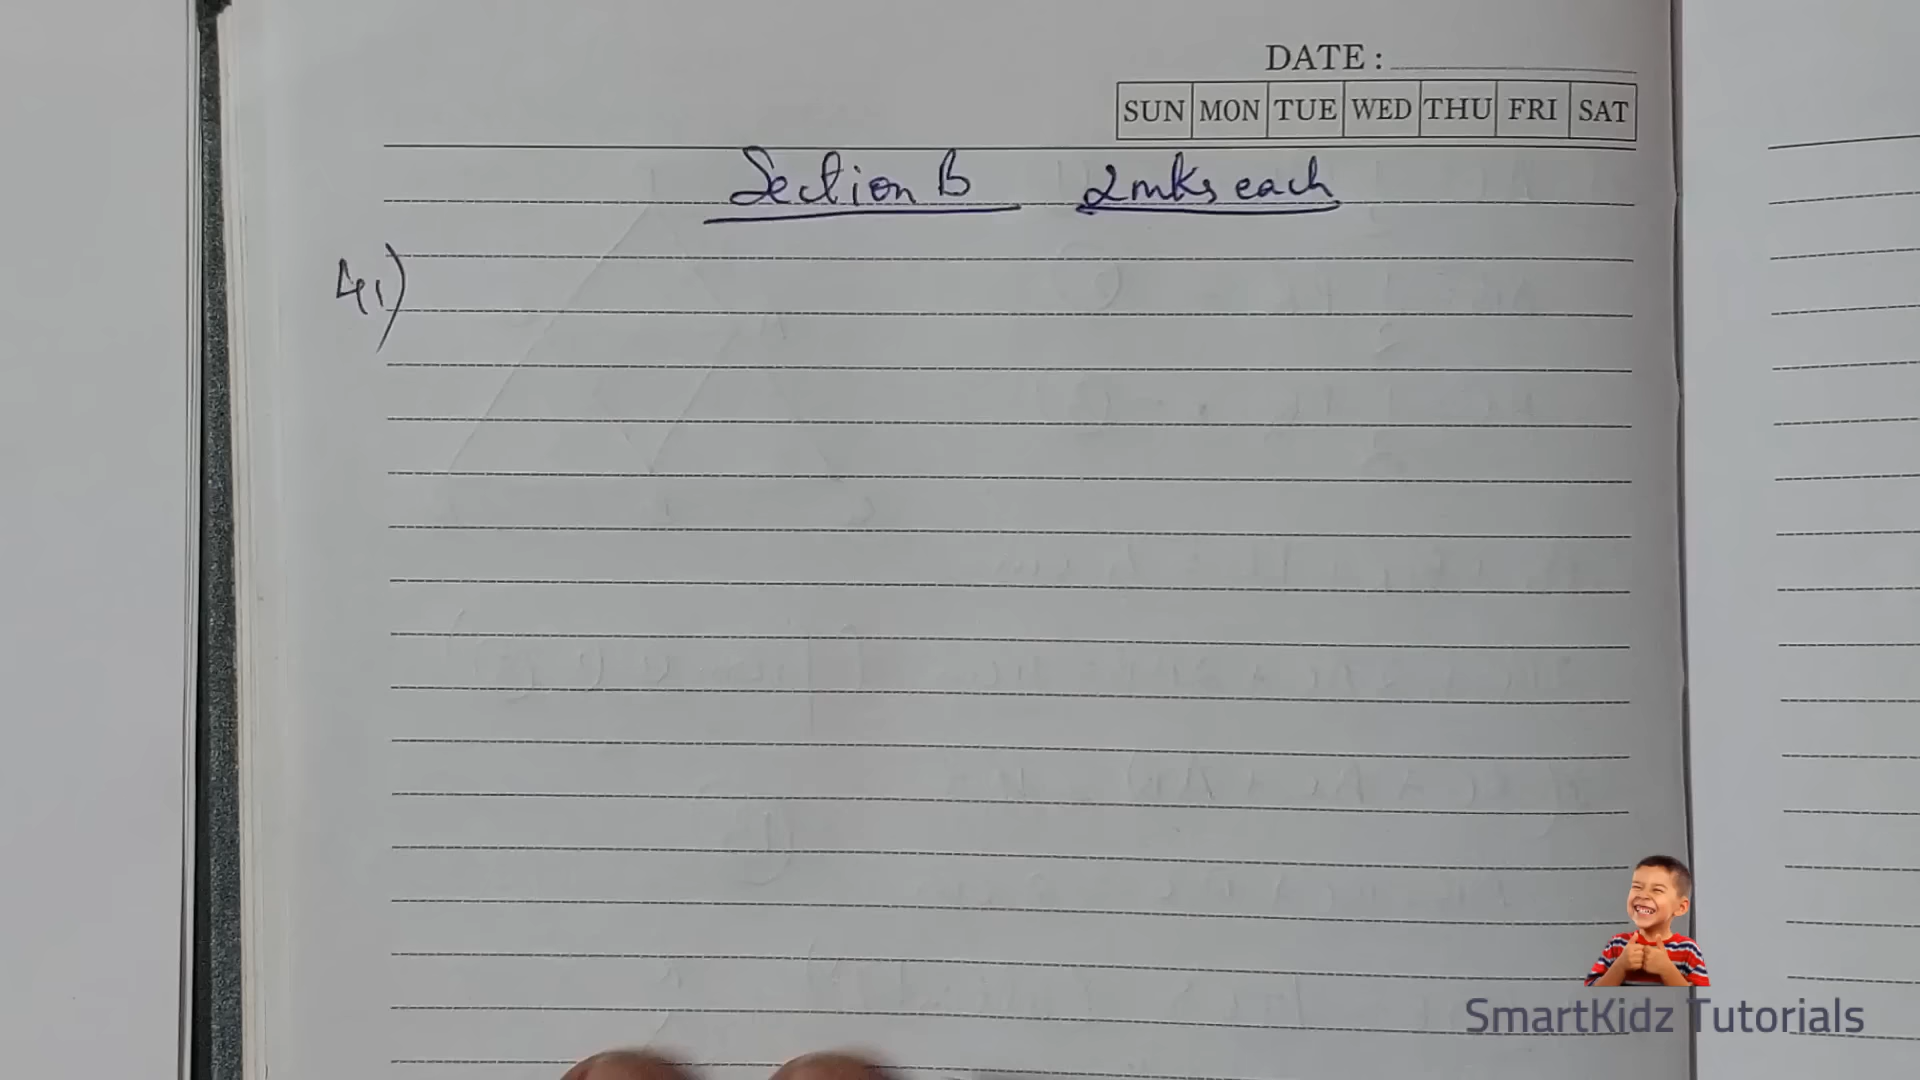 DATE :
SUN MON TUE WED THU FRI SAT
Section B 2mks each
41)
SmartKidz Tutorials